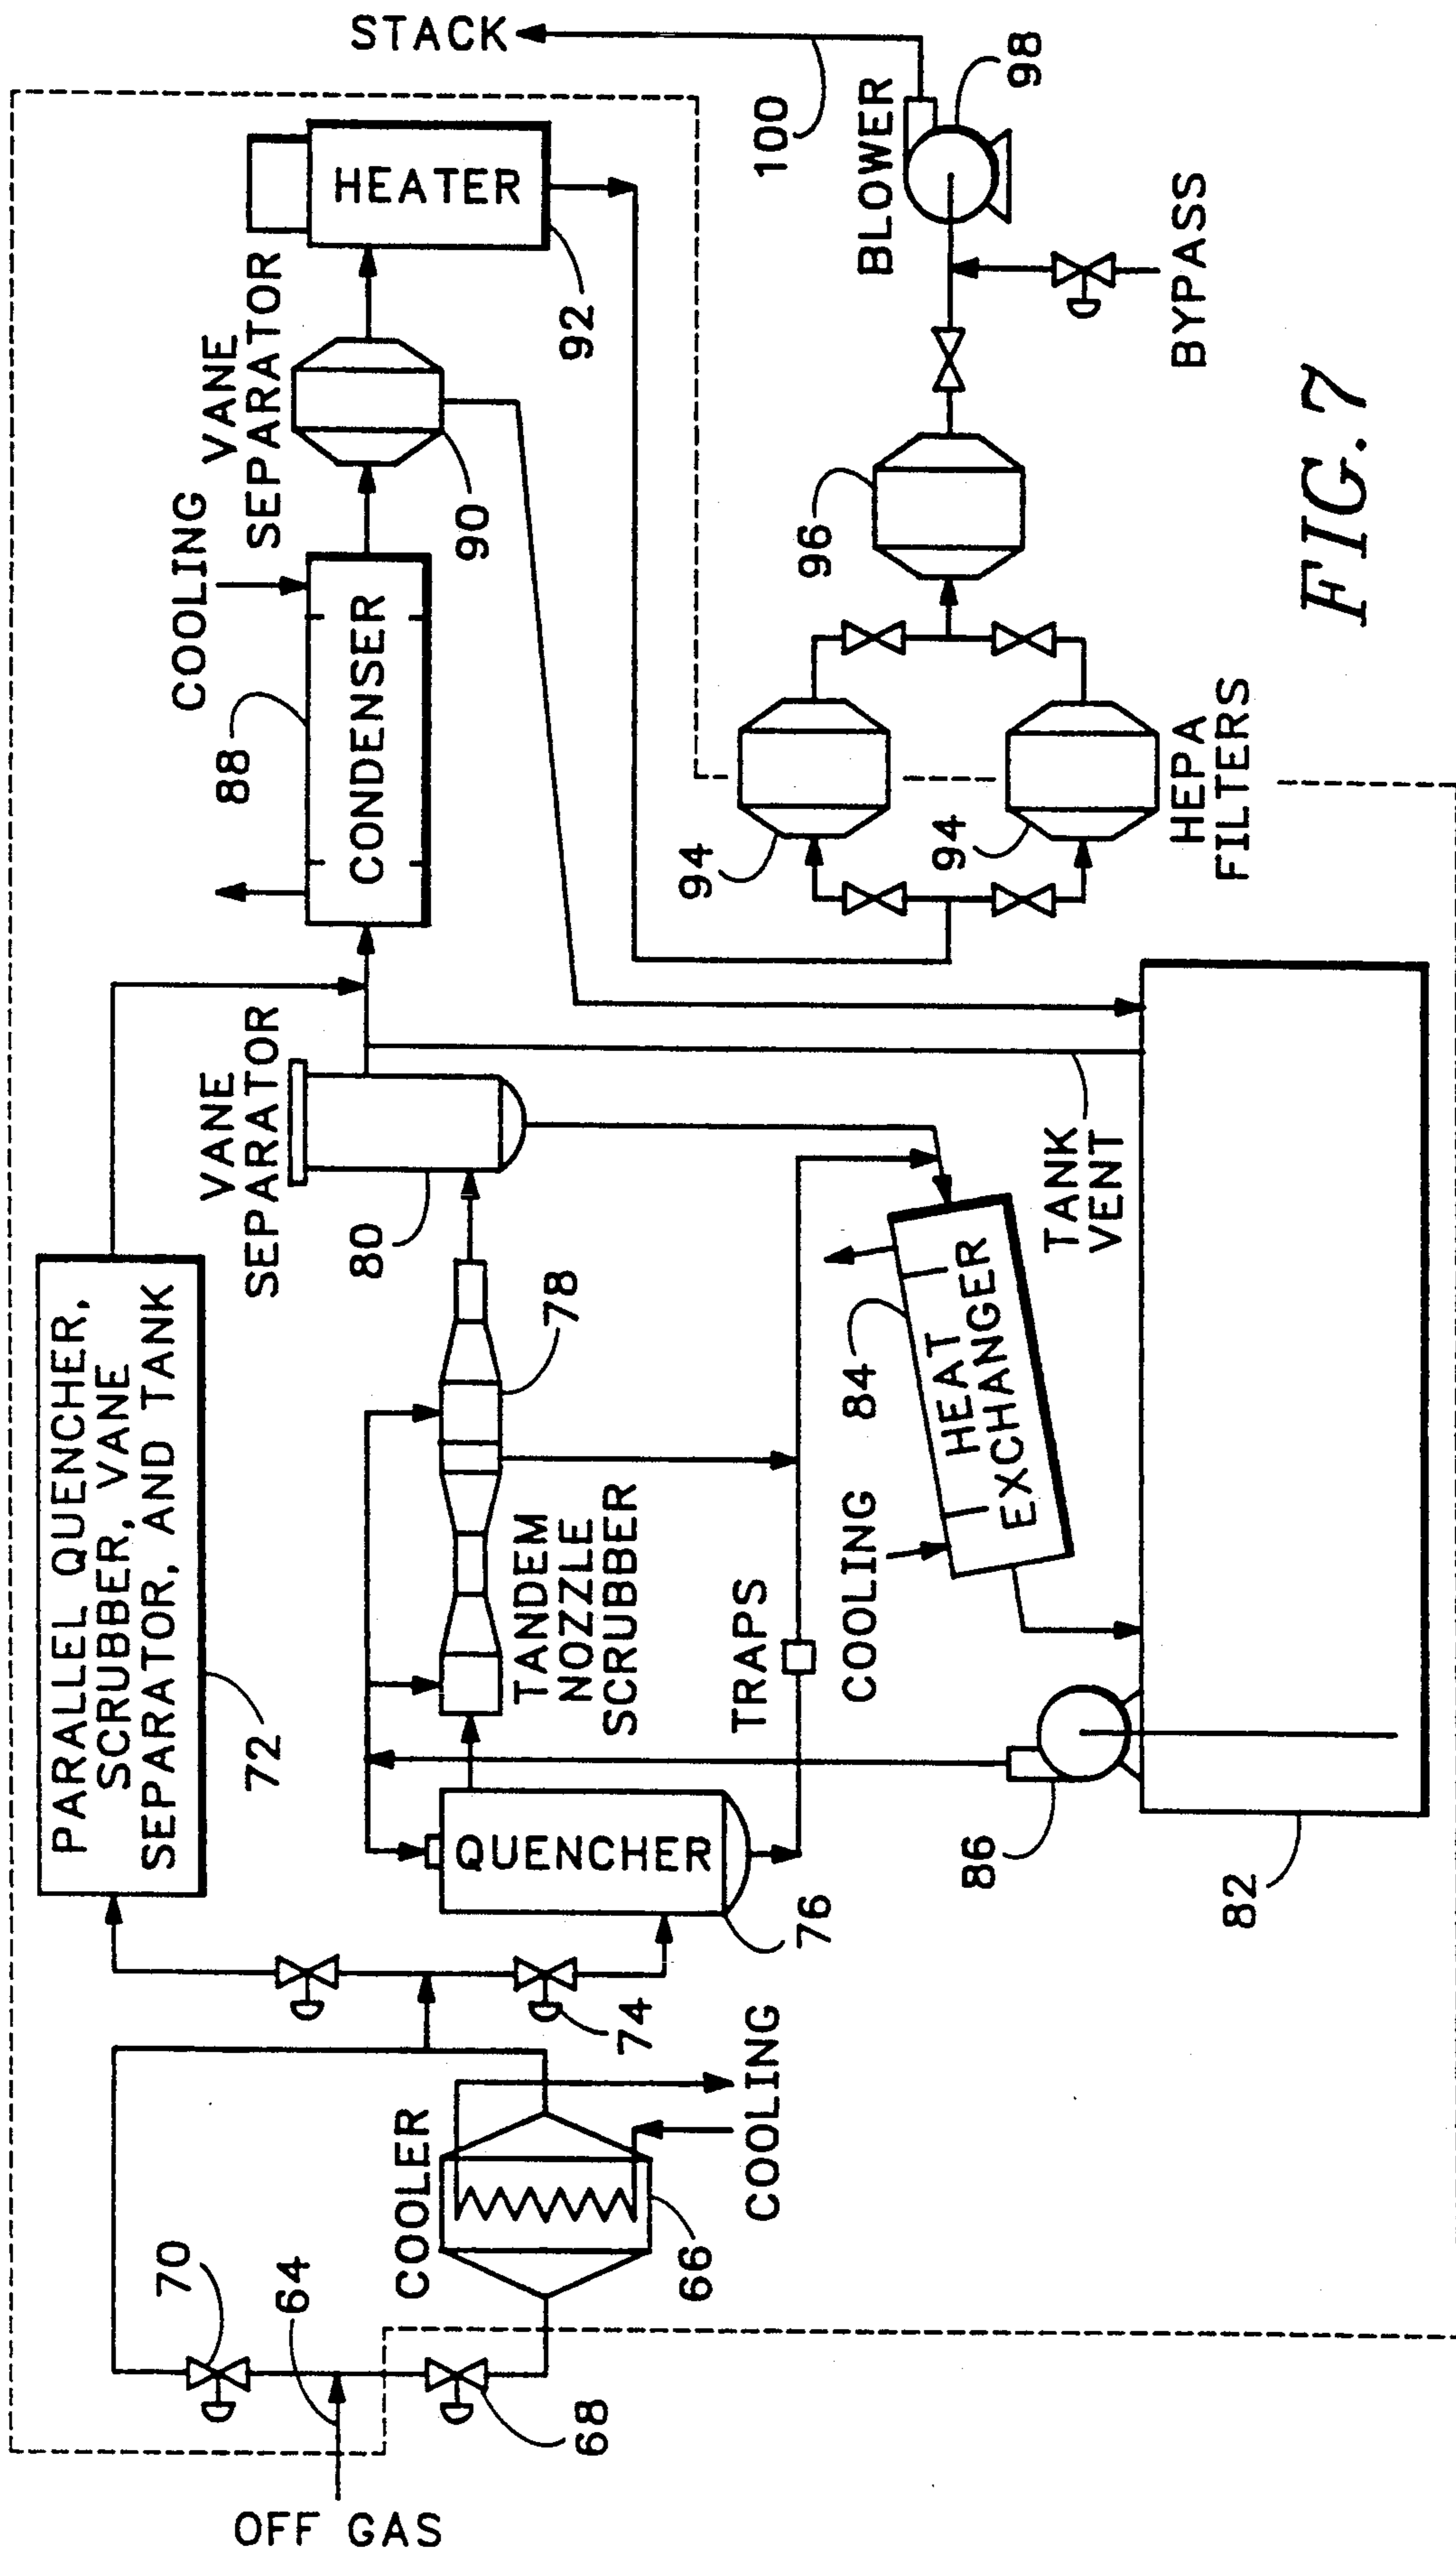 OFF GAS
64
70
68
COOLER
66
COOLING
74
PARALLEL QUENCHER,
SCRUBBER, VANE
SEPARATOR, AND TANK
72
QUENCHER
76
TANDEM
NOZZLE
SCRUBBER
78
TRAPS
VANE
SEPARATOR
80
COOLING
HEAT
EXCHANGER
84
TANK
VENT
86
82
88
COOLING
CONDENSER
VANE
SEPARATOR
90
HEATER
92
94
94
HEPA
FILTERS
96
BLOWER
98
BYPASS
100
STACK
FIG. 7